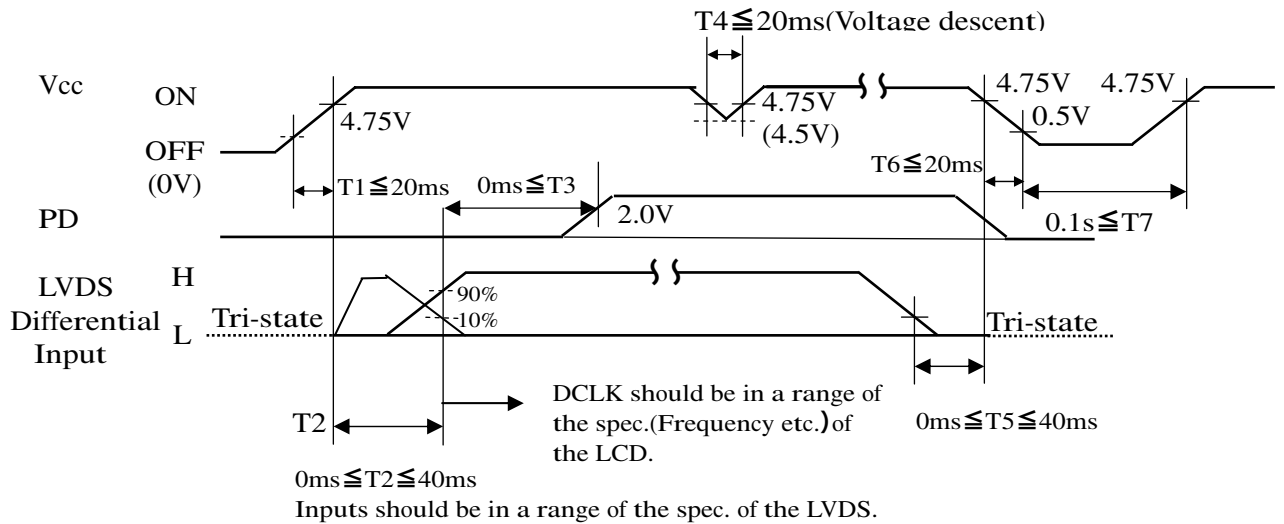 T4≦20ms(Voltage descent)
Vcc
ON
4.75V
4.75V
(4.5V)
4.75V
4.75V
0.5V
OFF
(0V)
T1≦20ms
0ms≦T3
T6≦20ms
PD
2.0V
0.1s≦T7
LVDS
Differential
Input
H
90%
10%
Tri-state
L
Tri-state
T2
DCLK should be in a range of
the spec.(Frequency etc.)of
the LCD.
0ms≦T5≦40ms
0ms≦T2≦40ms
Inputs should be in a range of the spec. of the LVDS.